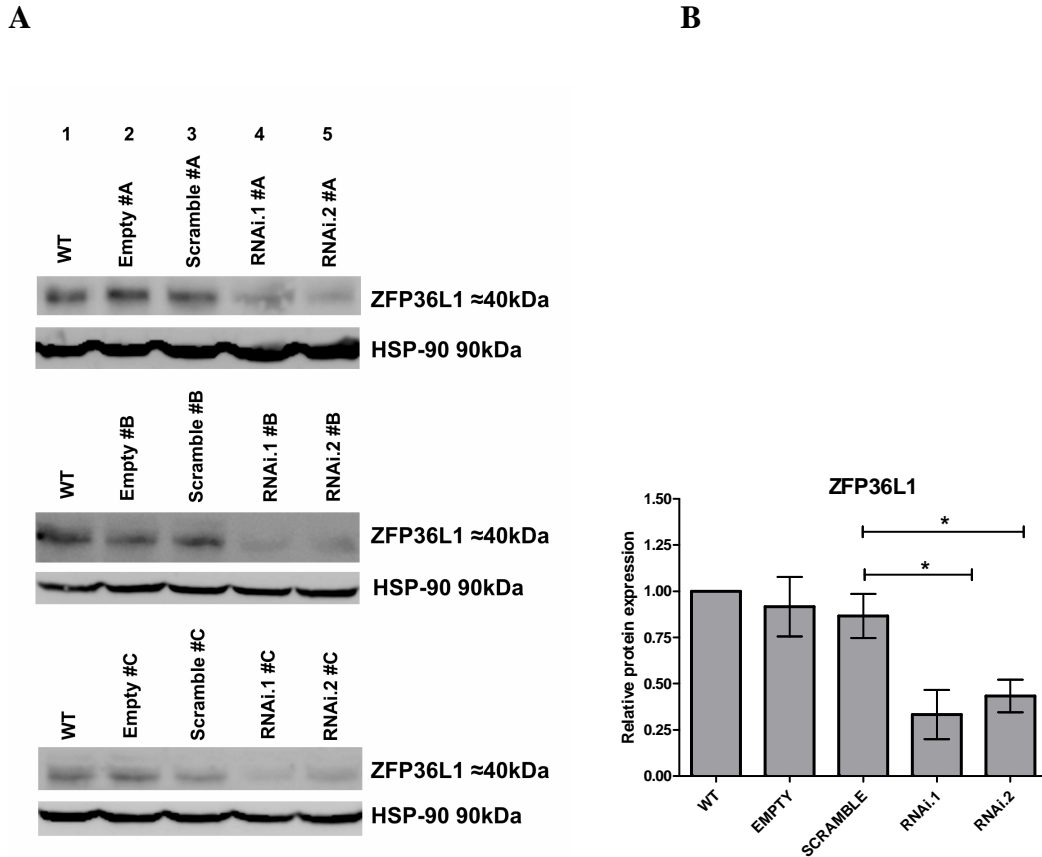 A
B
1 2 3 4 5
WT Empty #A Scramble #A RNAi.1 #A RNAi.2 #A
ZFP36L1 ≈40kDa
HSP-90 90kDa
WT Empty #B Scramble #B RNAi.1 #B RNAi.2 #B
ZFP36L1 ≈40kDa
HSP-90 90kDa
WT Empty #C Scramble #C RNAi.1 #C RNAi.2 #C
ZFP36L1 ≈40kDa
HSP-90 90kDa
ZFP36L1
Relative protein expression
1.50
1.25
1.00
0.75
0.50
0.25
0.00
*
*
WT EMPTY SCRAMBLE RNAi.1 RNAi.2